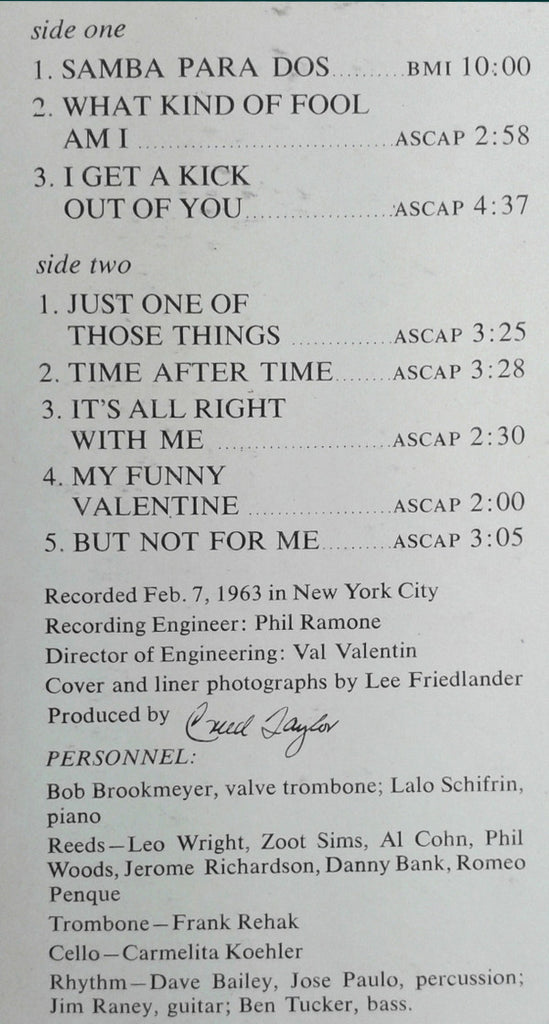 side one
1. SAMBA PARA DOS..........BMI 10:00
2. WHAT KIND OF FOOL
AM I ................................ASCAP 2:58
3. I GET A KICK
OUT OF YOU....................ASCAP 4:37
side two
1. JUST ONE OF
THOSE THINGS .............ASCAP 3:25
2. TIME AFTER TIME........ASCAP 3:28
3. IT'S ALL RIGHT
WITH ME ......................ASCAP 2:30
4. MY FUNNY
VALENTINE ..................ASCAP 2:00
5. BUT NOT FOR ME..........ASCAP 3:05
Recorded Feb. 7, 1963 in New York City
Recording Engineer: Phil Ramone
Director of Engineering: Val Valentin
Cover and liner photographs by Lee Friedlander
Produced by Creed Taylor
PERSONNEL:
Bob Brookmeyer, valve trombone; Lalo Schifrin,
piano
Reeds—Leo Wright, Zoot Sims, Al Cohn, Phil
Woods, Jerome Richardson, Danny Bank, Romeo
Penque
Trombone—Frank Rehak
Cello—Carmelita Koehler
Rhythm—Dave Bailey, Jose Paulo, percussion;
Jim Raney, guitar; Ben Tucker, bass.